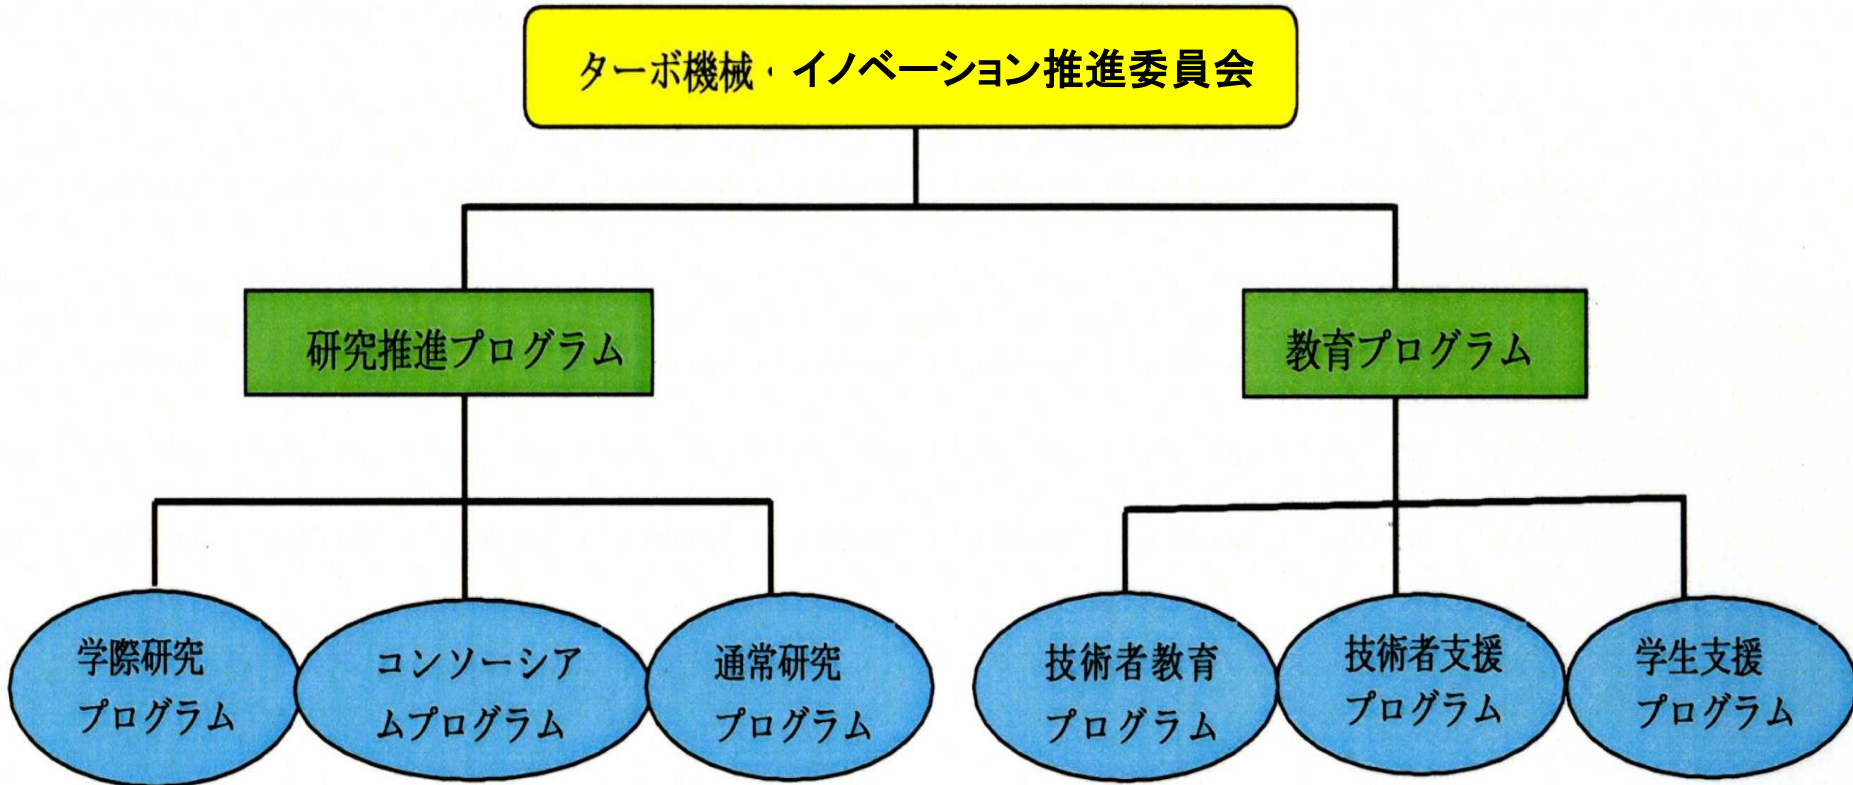 ターボ機械・イノベーション推進委員会
研究推進プログラム
教育プログラム
学際研究
プログラム
コンソーシア
ムプログラム
通常研究
プログラム
技術者教育
プログラム
技術者支援
プログラム
学生支援
プログラム